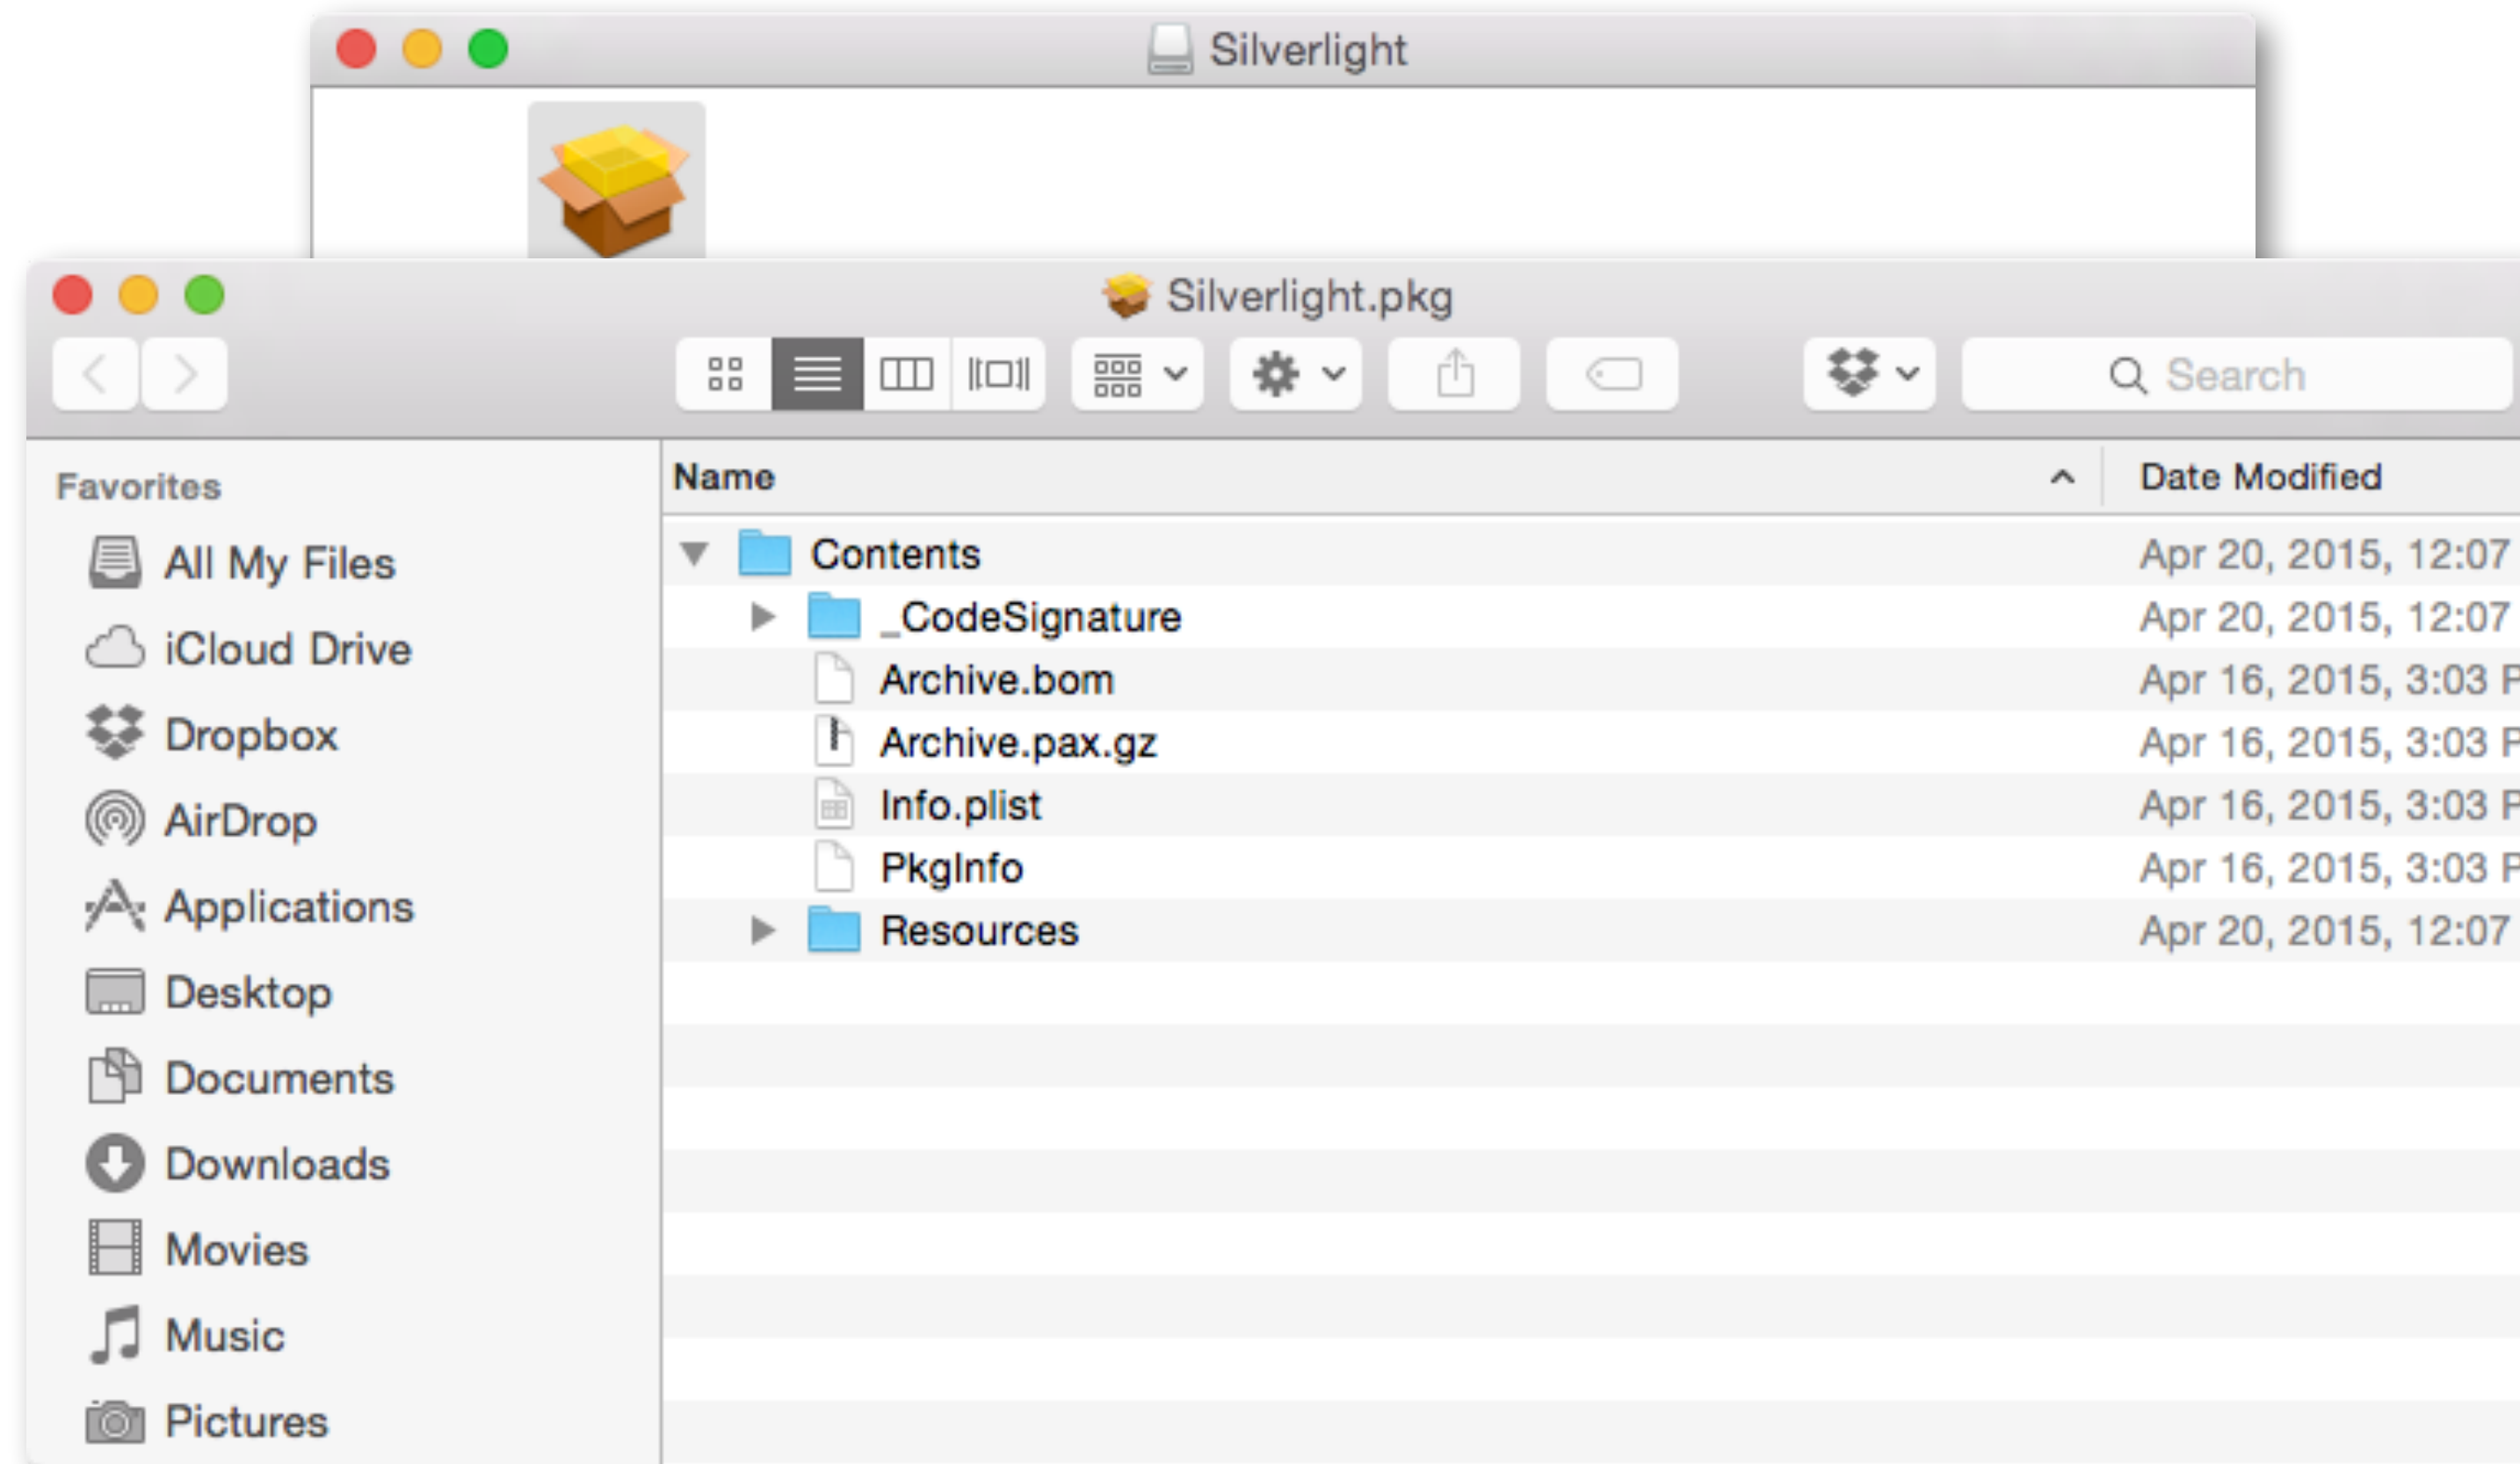 Silverlight
Silverlight.pkg
Search
Favorites
All My Files
iCloud Drive
Dropbox
AirDrop
Applications
Desktop
Documents
Downloads
Movies
Music
Pictures
Name Date Modified
Contents Apr 20, 2015, 12:07
_CodeSignature Apr 20, 2015, 12:07
Archive.bom Apr 16, 2015, 3:03 P
Archive.pax.gz Apr 16, 2015, 3:03 P
Info.plist Apr 16, 2015, 3:03 P
PkgInfo Apr 16, 2015, 3:03 P
Resources Apr 20, 2015, 12:07